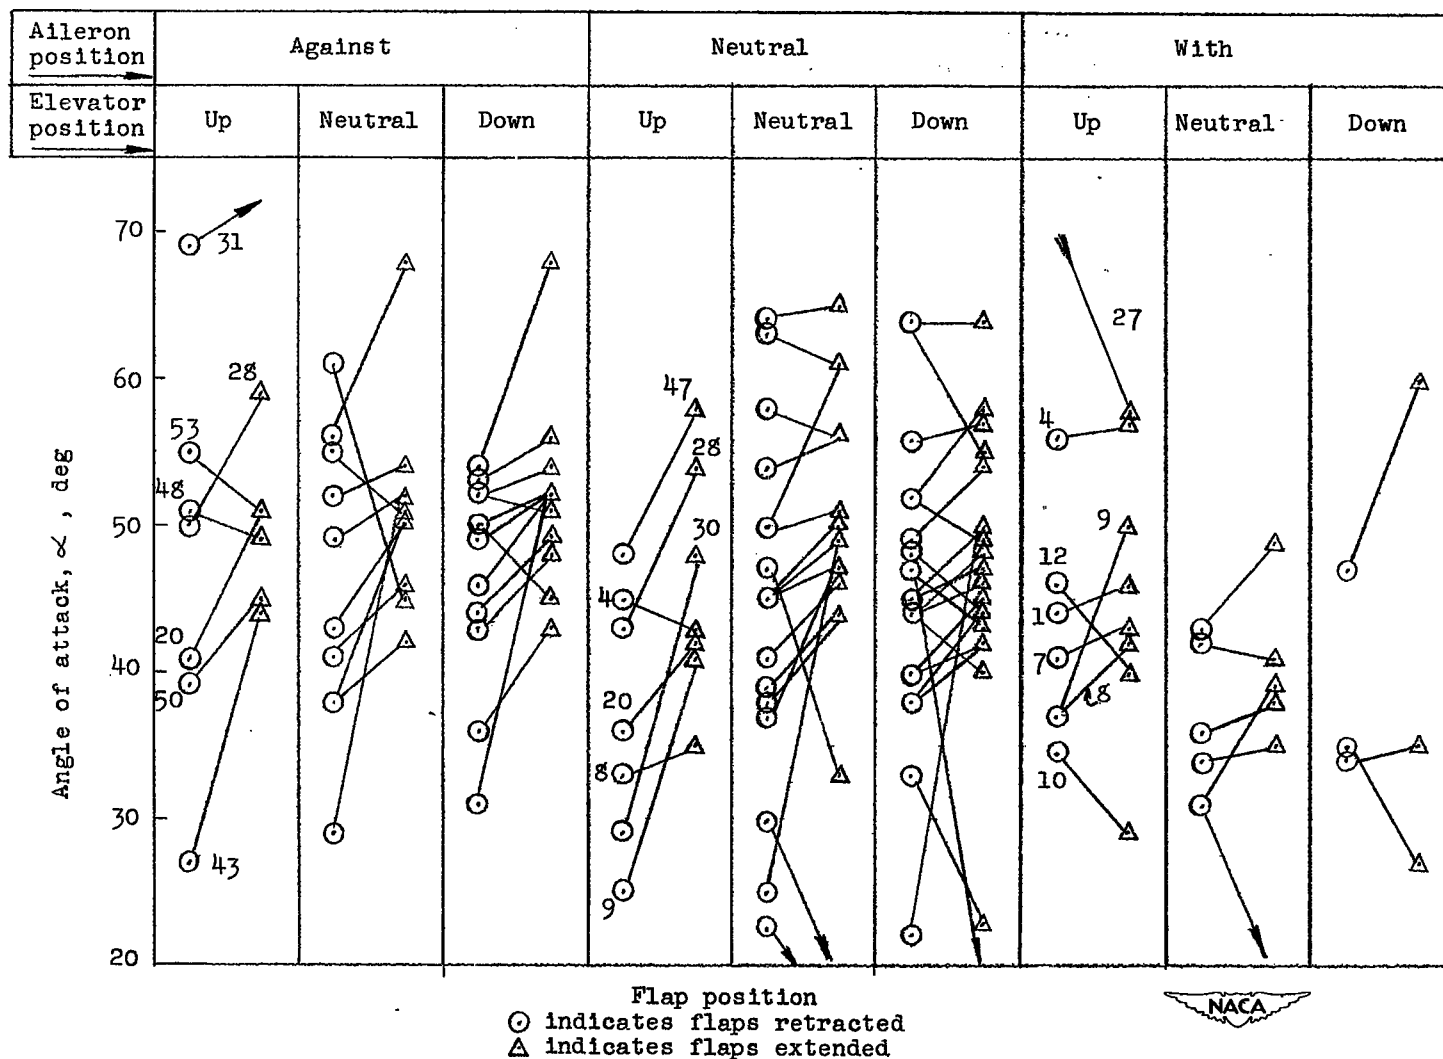 Aileron
position
Against
Neutral
With
Elevator
position
Up
Neutral
Down
Up
Neutral
Down
Up
Neutral
Down
Angle of attack, α, deg
70
60
50
40
30
20
31
28
53
48
20
50
43
47
28
30
4
20
8
9
27
4
9
12
1
7
18
10
Flap position
⊙ indicates flaps retracted
△ indicates flaps extended
NACA